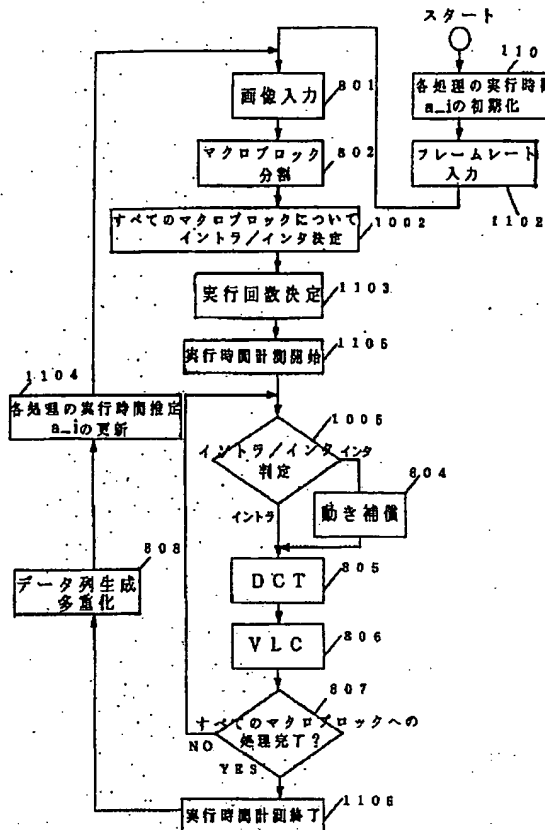 スタート
110
各処理の実行時
a_iの初期化
フレームレート
入力
1102
画像入力
801
マクロブロック
分割
802
すべてのマクロブロックについて
イントラ/インタ決定
1002
実行回数決定
1103
実行時間計測開始
1105
1104
各処理の実行時間推定
a_iの更新
1005
イントラ/インタ
判定
インタ
イントラ
804
動き補償
DCT
805
VLC
806
807
すべてのマクロブロックへの
処理完了?
NO
YES
808
データ列生成
多重化
実行時間計測終了
1106